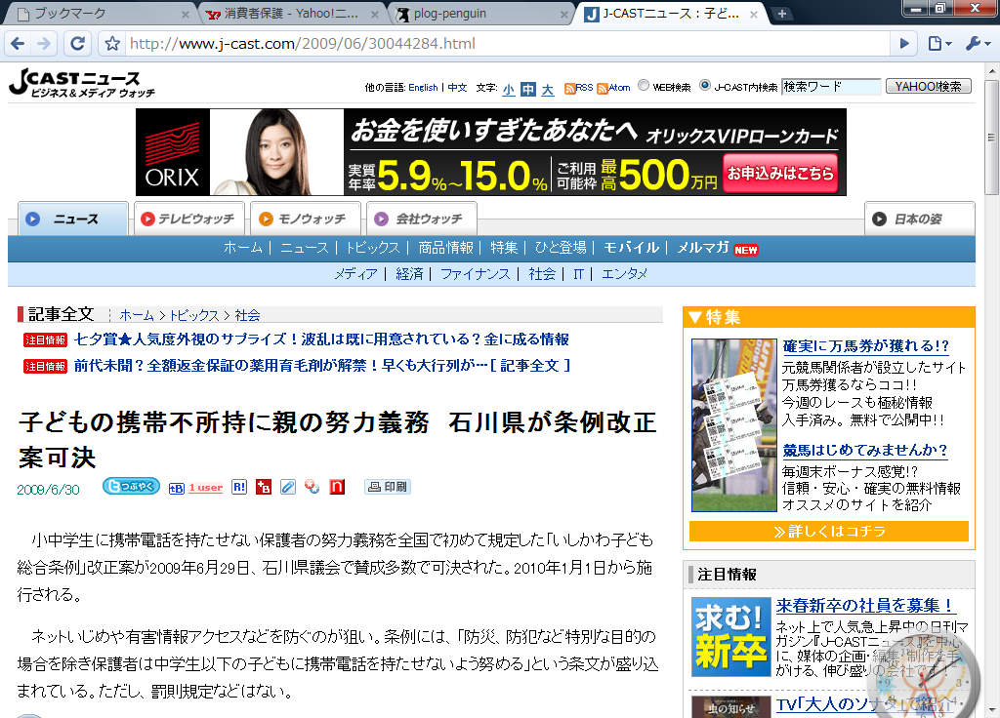 ブックマーク
消費者保護 - Yahoo!ニ...
plog-penguin
J-CASTニュース : 子ど...
http://www.j-cast.com/2009/06/30044284.html
J-CASTニュース
ビジネス＆メディア ウォッチ
他の言語: English | 中文 文字: 小 中 大 RSS Atom WEB検索 J-CAST内検索 検索ワード YAHOO!検索
ORIX
お金を使いすぎたあなたへ オリックスVIPローンカード
実質年率5.9%～15.0% ご利用可能枠 最高500万円 お申込みはこちら
ニュース テレビウォッチ モノウォッチ 会社ウォッチ 日本の姿
ホーム | ニュース | トピックス | 商品情報 | 特集 | ひと登場 | モバイル | メルマガ NEW
メディア | 経済 | ファイナンス | 社会 | IT | エンタメ
記事全文 ホーム > トピックス > 社会
注目情報 七夕賞★人気度外視のサプライズ！波乱は既に用意されている？金に成る情報
注目情報 前代未聞？全額返金保証の薬用育毛剤が解禁！早くも大行列が…[ 記事全文 ]
子どもの携帯不所持に親の努力義務　石川県が条例改正
案可決
2009/6/30 つぶやく 1 user 印刷
小中学生に携帯電話を持たせない保護者の努力義務を全国で初めて規定した「いしかわ子ども
総合条例」改正案が2009年6月29日、石川県議会で賛成多数で可決された。2010年1月1日から施
行される。
ネットいじめや有害情報アクセスなどを防ぐのが狙い。条例には、「防災、防犯など特別な目的の
場合を除き保護者は中学生以下の子どもに携帯電話を持たせないよう努める」という条文が盛り込
まれている。ただし、罰則規定などはない。
▼特集
確実に万馬券が獲れる!?
元競馬関係者が設立したサイト
万馬券獲るならココ!!
今週のレースも極秘情報
入手済み。無料で公開中!!
競馬はじめてみませんか？
毎週末ボーナス感覚!?
信頼・安心・確実の無料情報
オススメのサイトを紹介
≫詳しくはコチラ
注目情報
求む!
新卒
来春新卒の社員を募集！
ネット上で人気急上昇中の日刊マ
ガジン『J-CASTニュース』を中心
に、媒体の企画・編集・制作を手
がける、伸び盛りの会社です！
虫の知らせ
TV「大人のソナタ」で紹介